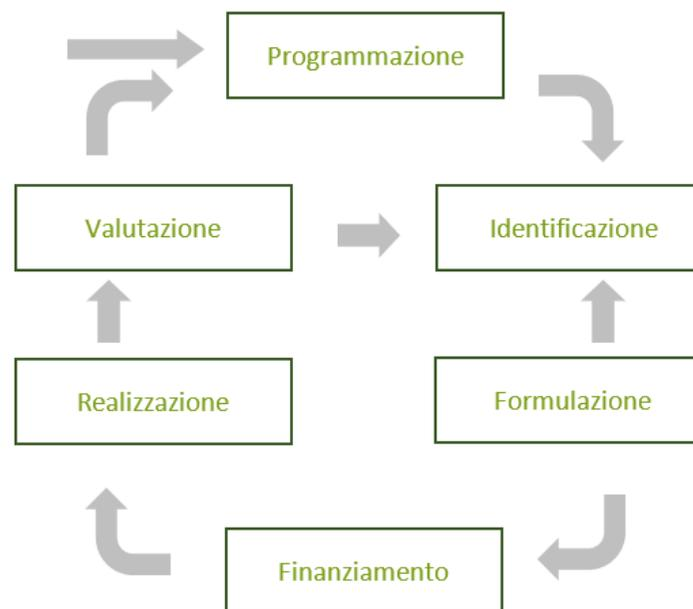 Programmazione
Valutazione
Identificazione
Realizzazione
Formulazione
Finanziamento